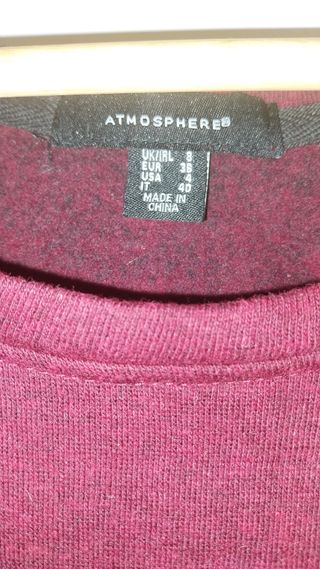 ATMOSPHERE®
UK/IRL 8
EUR 36
USA 4
IT 40
MADE IN
CHINA